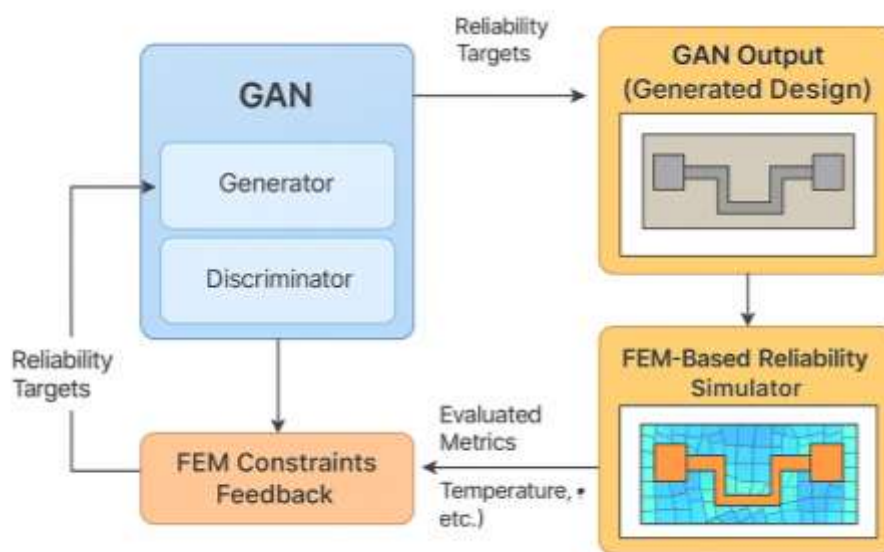 GAN
Generator
Discriminator
Reliability
Targets
GAN Output
(Generated Design)
FEM-Based Reliability
Simulator
Evaluated
Metrics
Temperature, •
etc.)
FEM Constraints
Feedback
Reliability
Targets